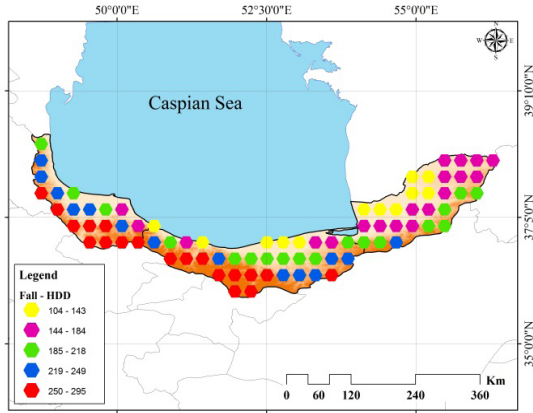 50°0'0"E 52°30'0"E 55°0'0"E
N
W E
S
39°10'0"N
Caspian Sea
37°5'0"N
35°0'0"N
Legend
Fall - HDD
104 - 143
144 - 184
185 - 218
219 - 249
250 - 295
Km
0 60 120 240 360